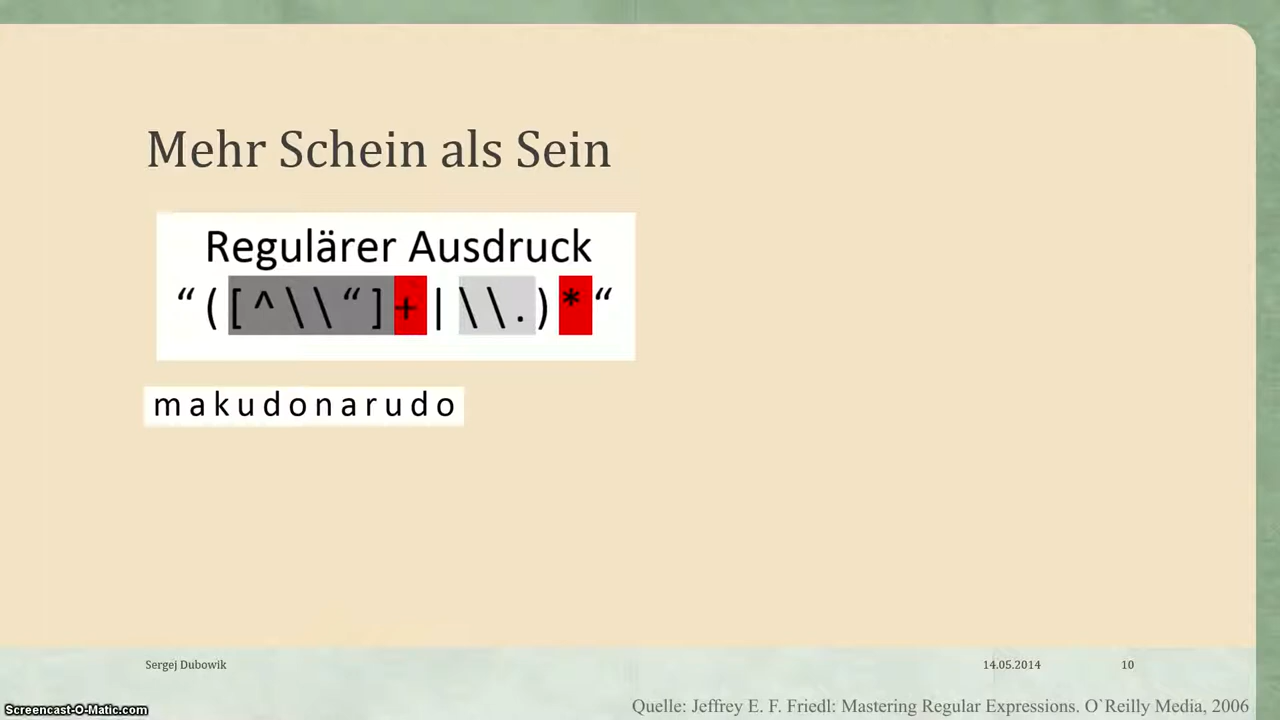 Mehr Schein als Sein
Regulärer Ausdruck
“([^\\“]+|\\.)*“
makudonarudo
Sergej Dubowik
14.05.2014
10
Screencast-O-Matic.com
Quelle: Jeffrey E. F. Friedl: Mastering Regular Expressions. O`Reilly Media, 2006